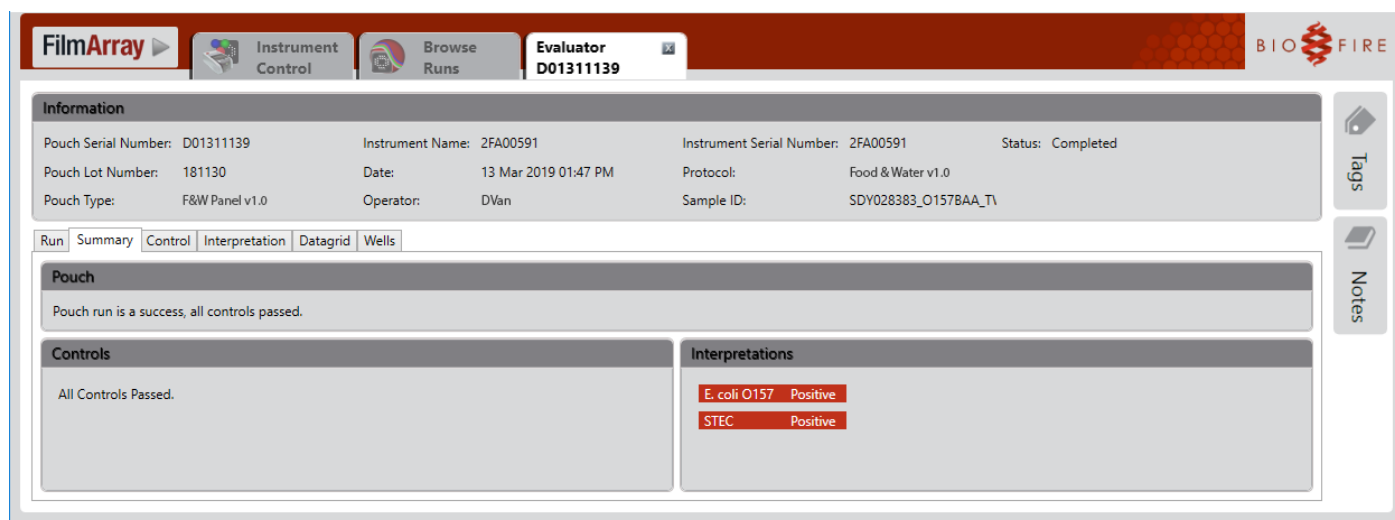 FilmArray
Instrument Control
Browse Runs
Evaluator D01311139
BIO FIRE
Information
Pouch Serial Number: D01311139 Instrument Name: 2FA00591 Instrument Serial Number: 2FA00591 Status: Completed
Pouch Lot Number: 181130 Date: 13 Mar 2019 01:47 PM Protocol: Food & Water v1.0
Pouch Type: F&W Panel v1.0 Operator: DVan Sample ID: SDY028383_O157BAA_T\
Tags
Notes
Run Summary Control Interpretation Datagrid Wells
Pouch
Pouch run is a success, all controls passed.
Controls
All Controls Passed.
Interpretations
E. coli O157 Positive
STEC Positive